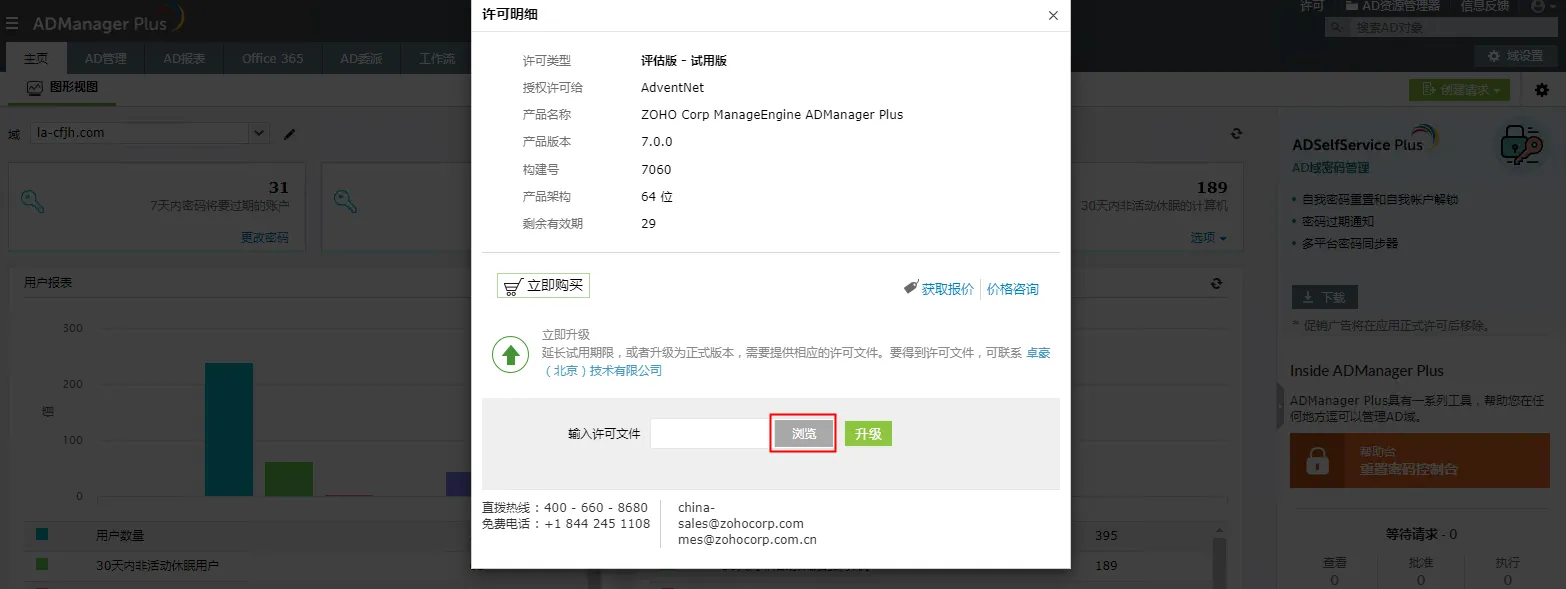 ADManager Plus
许可
AD资源管理器
信息反馈
搜索AD对象
主页
AD管理
AD报表
Office 365
AD委派
工作流
域设置
图形视图
创建请求
域
la-cfjh.com
31
7天内密码将要过期的账户
更改密码
189
30天内非活动休眠的计算机
选项
用户报表
300
200
100
0
用户数量
30天内非活动休眠用户
395
189
许可明细
许可类型 评估版 - 试用版
授权许可给 AdventNet
产品名称 ZOHO Corp ManageEngine ADManager Plus
产品版本 7.0.0
构建号 7060
产品架构 64 位
剩余有效期 29
立即购买
获取报价
价格咨询
立即升级
延长试用期限，或者升级为正式版本，需要提供相应的许可文件。要得到许可文件，可联系 卓豪
（北京）技术有限公司
输入许可文件
浏览
升级
直拨热线：400 - 660 - 8680
免费电话：+1 844 245 1108
china-
sales@zohocorp.com
mes@zohocorp.com.cn
ADSelfService Plus
AD域密码管理
自我密码重置和自我帐户解锁
密码过期通知
多平台密码同步器
下载
* 促销广告将在应用正式许可后移除。
Inside ADManager Plus
ADManager Plus具有一系列工具，帮助您在任
何地方逕可以管理AD域。
帮助台
重置密码控制台
等待请求 - 0
查看
批准
执行
0
0
0